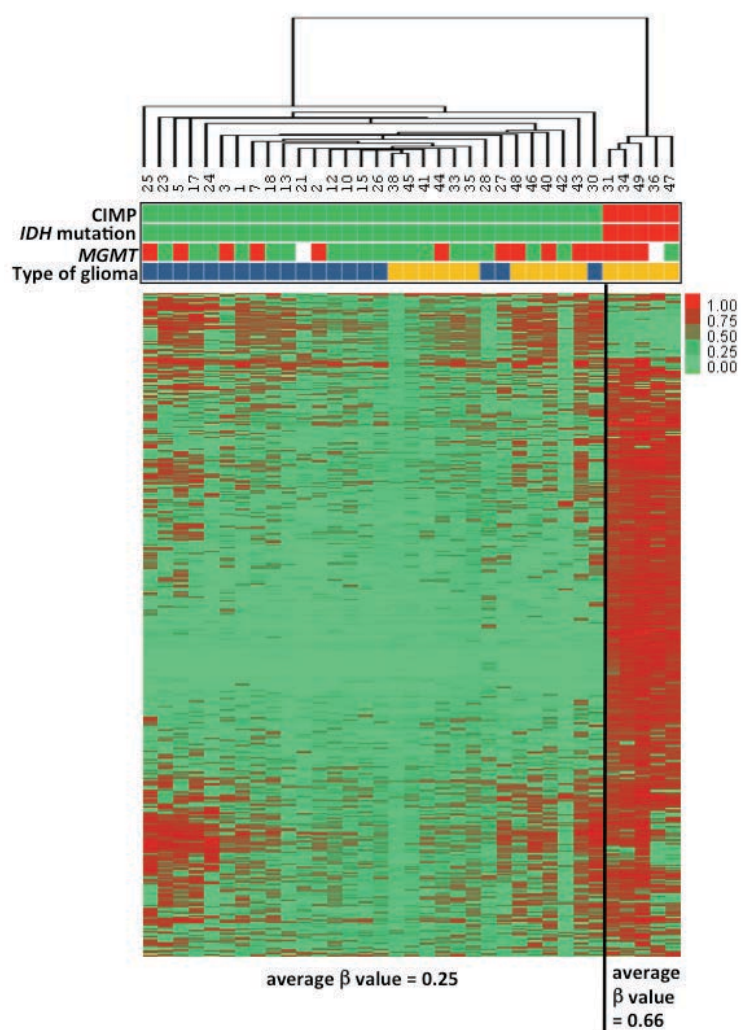 25 23 5 17 24 3 1 7 18 13 21 2 12 10 15 26 38 45 41 44 33 35 28 27 48 46 40 42 43 30 31 34 49 36 47
CIMP
IDH mutation
MGMT
Type of glioma
1.00
0.75
0.50
0.25
0.00
average β value = 0.25
average
β value
= 0.66